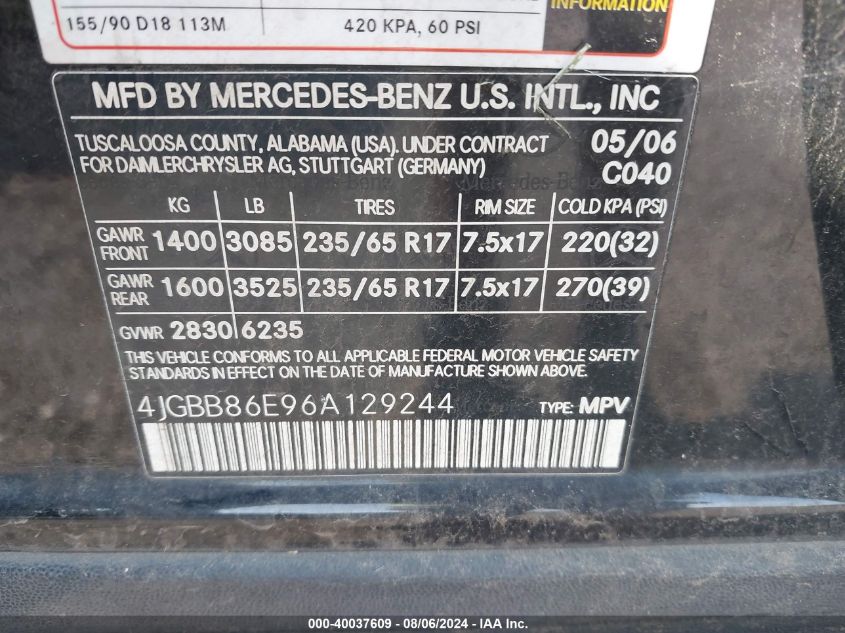 INFORMATION
155/90 D18 113M 420 KPA, 60 PSI
MFD BY MERCEDES-BENZ U.S. INTL., INC
TUSCALOOSA COUNTY, ALABAMA (USA). UNDER CONTRACT 05/06
FOR DAIMLERCHRYSLER AG, STUTTGART (GERMANY) C040
KG LB TIRES RIM SIZE COLD KPA (PSI)
GAWR FRONT 1400 3085 235/65 R17 7.5x17 220(32)
GAWR REAR 1600 3525 235/65 R17 7.5x17 270(39)
GVWR 2830 6235
THIS VEHICLE CONFORMS TO ALL APPLICABLE FEDERAL MOTOR VEHICLE SAFETY
STANDARDS IN EFFECT ON THE DATE OF MANUFACTURE SHOWN ABOVE.
4JGBB86E96A129244 TYPE: MPV
000-40037609 - 08/06/2024 - IAA, Inc.